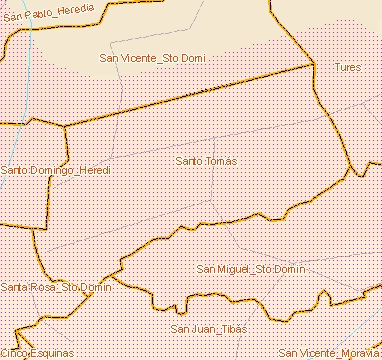 San Pablo_Heredia
San Vicente_Sto Domi
Tures
Santo Tomás
Santo Domingo_Heredi
San Miguel_Sto Domin
Santa Rosa_Sto Domin
San Juan_Tibás
Cinco Esquinas
San Vicente_Moravia